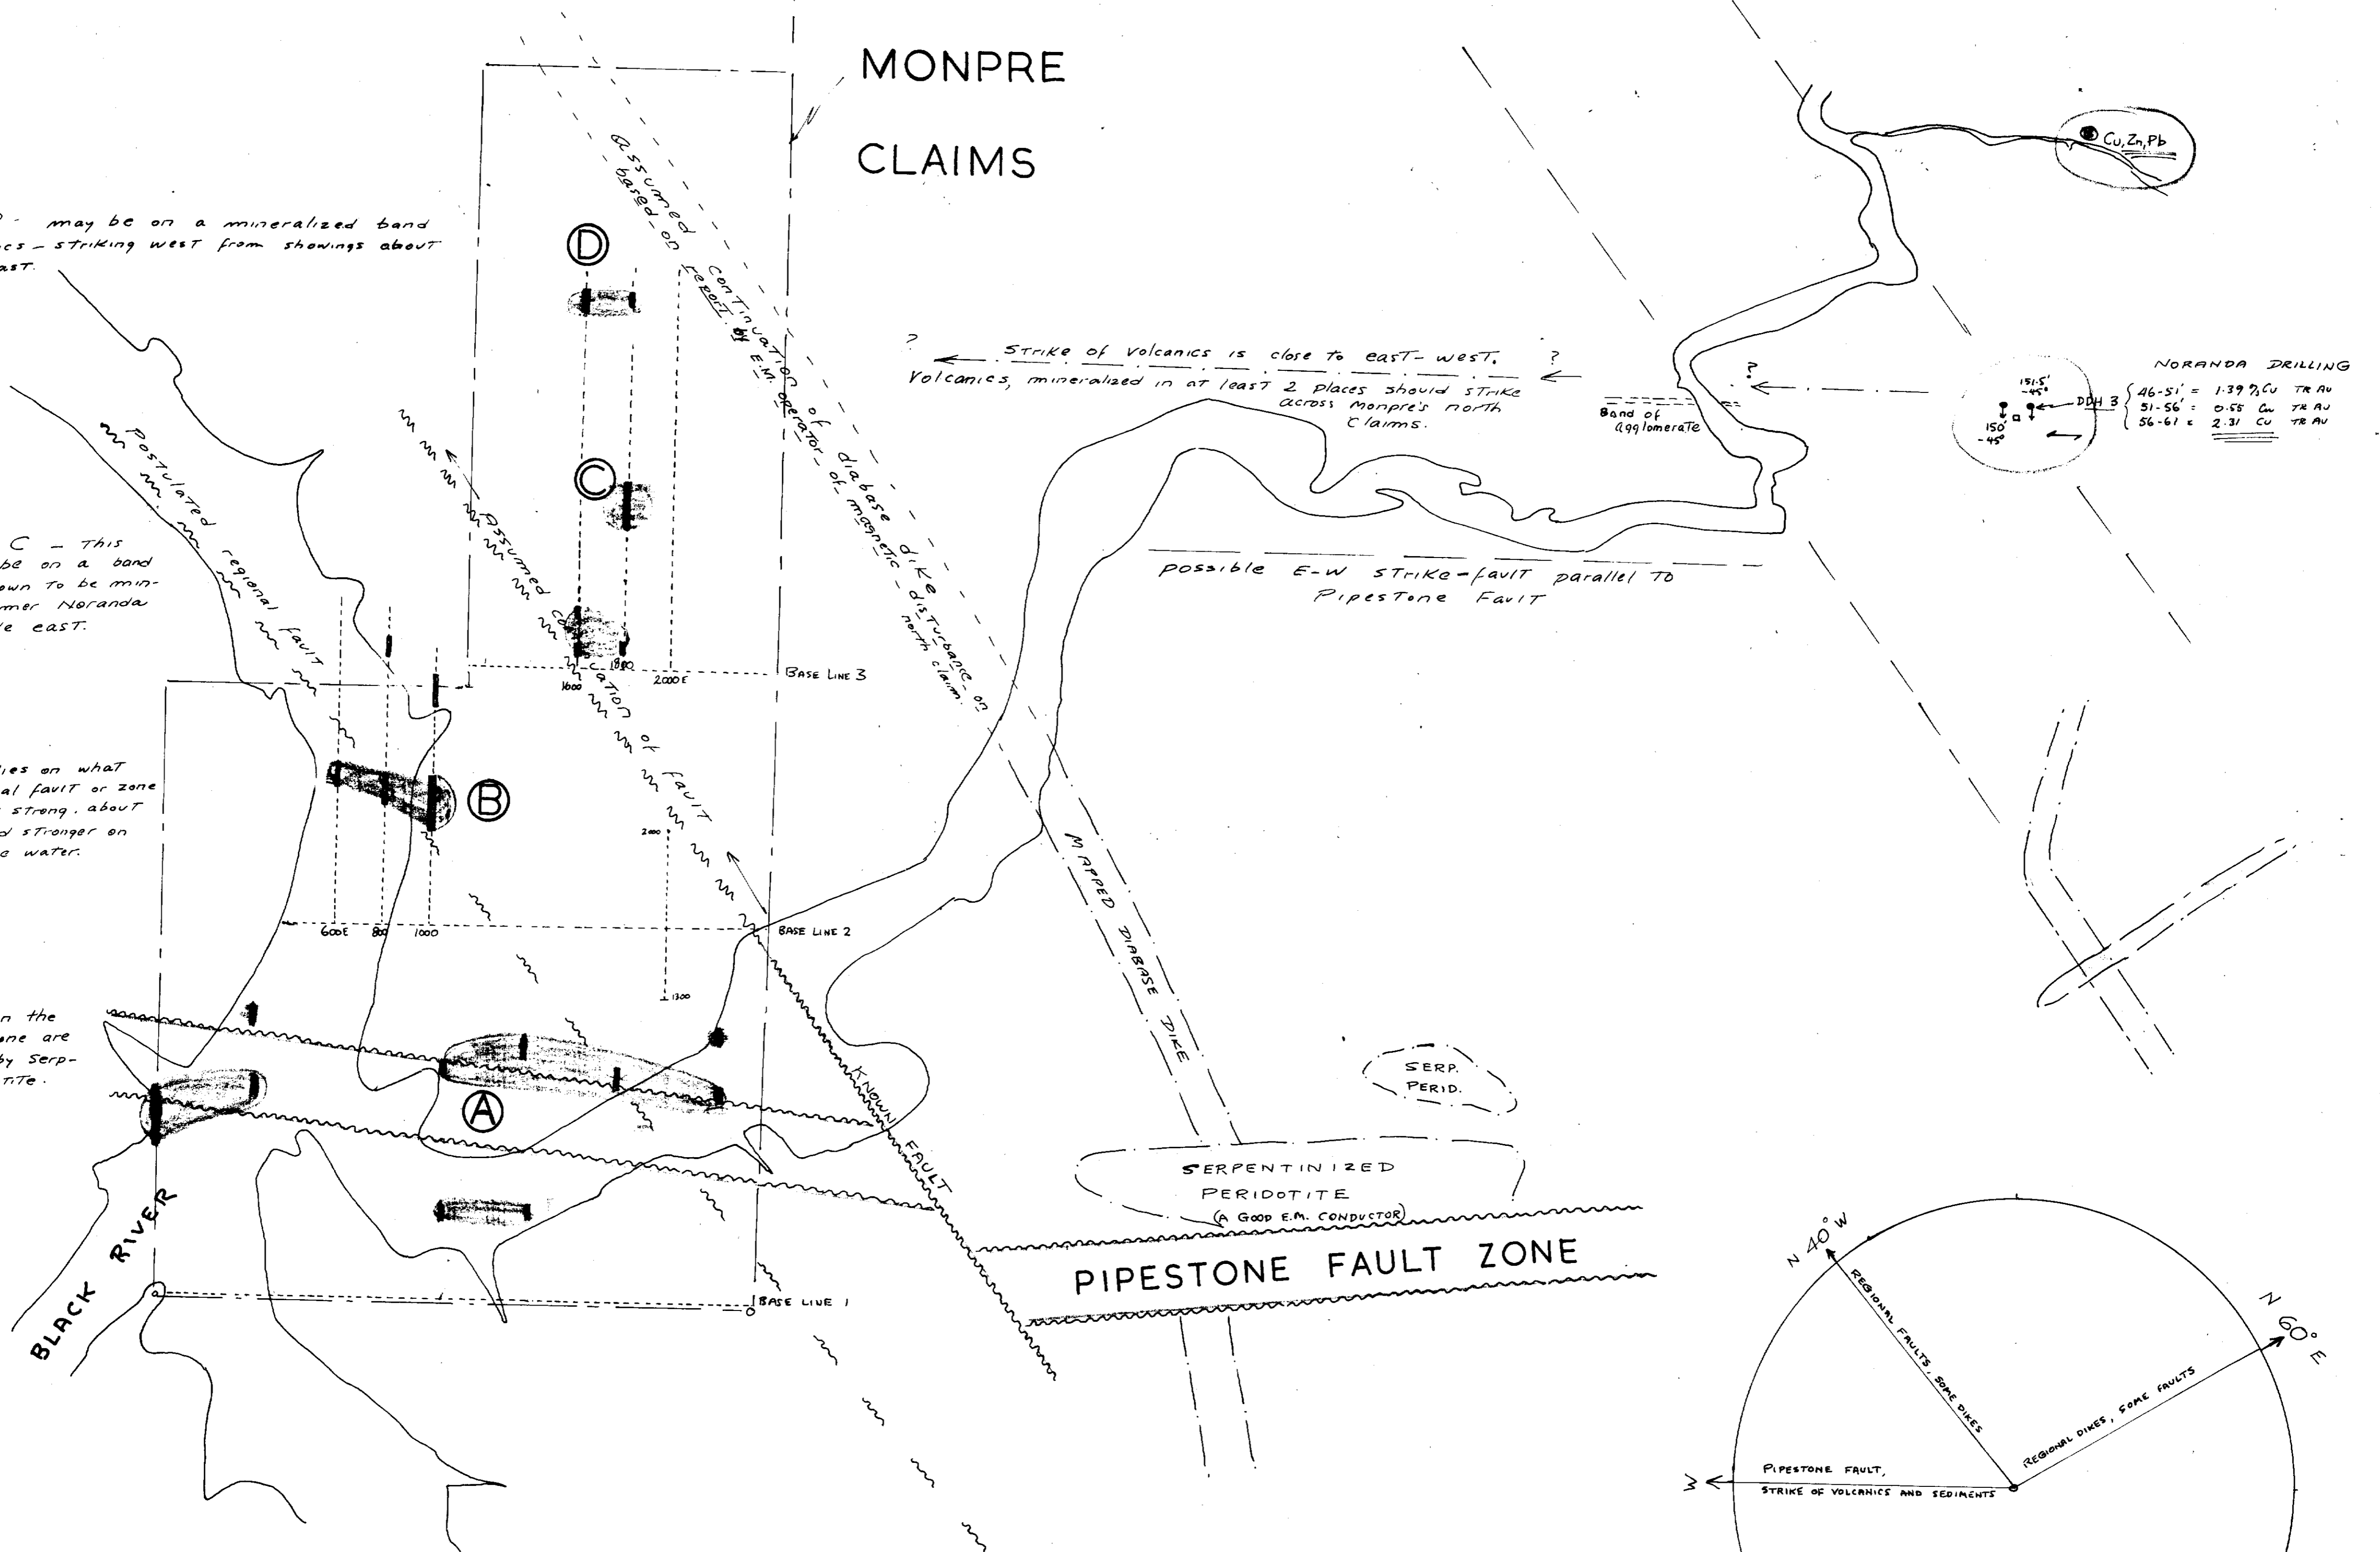 MONPRE
CLAIMS
Cu,Zn,Pb
- may be on a mineralized band
- striking west from showings about
D
ASSUMED CONTINUATION of diabase dike
- based - on report by E.M. operator - of magnetic - disturbance - on
north claim.
? Strike of volcanics is close to east-west. ?
Volcanics, mineralized in at least 2 places should strike
across Monpre's north
Claims.
?
Band of
agglomerate
NORANDA DRILLING
151.5'
-45°
150'
-45°
DDH 3
46-51' = 1.39 % Cu TR AU
51-56' = 0.55 Cu TR AU
56-61 = 2.31 Cu TR AU
Postulated regional fault
C
C - This
be on a band
own to be min-
mer Noranda
e east.
possible E-W strike-fault parallel to
Pipestone Fault
Assumed continuation of fault
1600
1800
2000E
BASE LINE 3
ies on what
al fault or zone
strong. about
d stronger on
water.
B
2000
MAPPED DIABASE DIKE
600E 800 1000
BASE LINE 2
1300
n the
one are
by Serp-
TITE.
A
KNOWN FAULT
SERP.
PERID.
SERPENTINIZED
PERIDOTITE
(A GOOD E.M. CONDUCTOR)
PIPESTONE FAULT ZONE
BLACK RIVER
BASE LINE 1
N 40° W
REGIONAL FAULTS, SOME DIKES
N 60° E
REGIONAL DIKES, SOME FAULTS
W
PIPESTONE FAULT,
STRIKE OF VOLCANICS AND SEDIMENTS